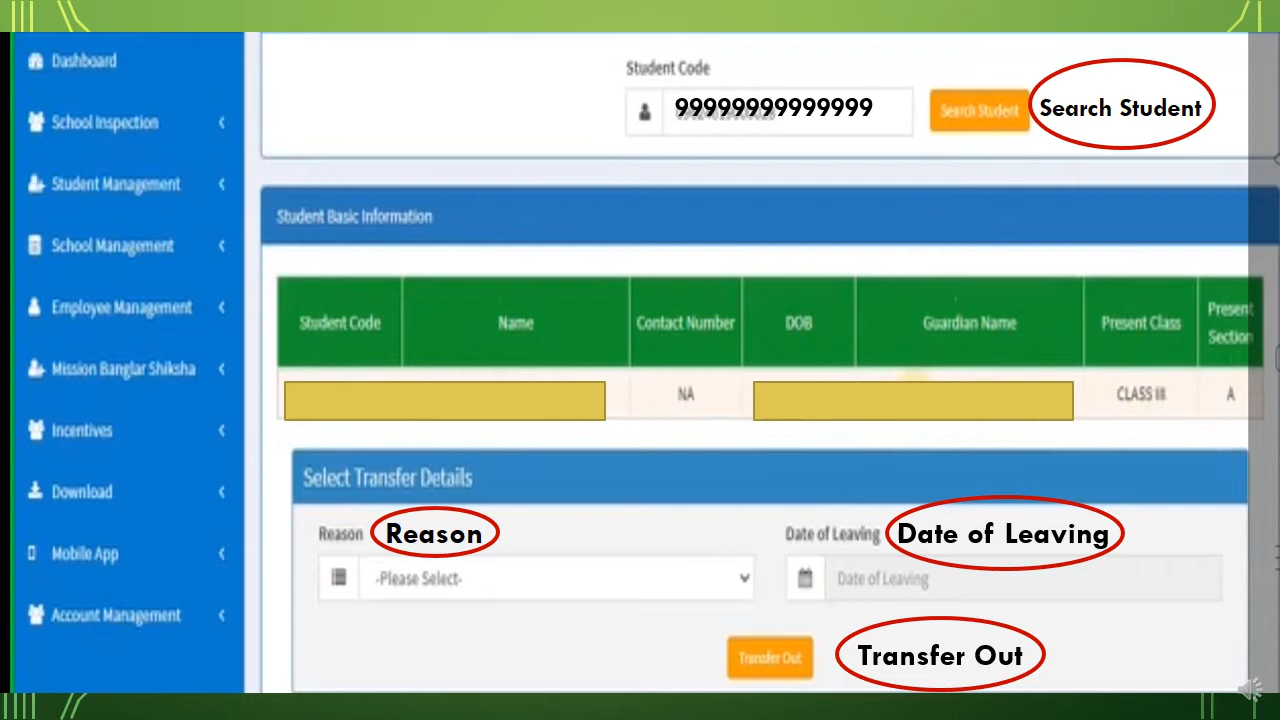 Dashboard
School Inspection
Student Management
School Management
Employee Management
Mission Banglar Shiksha
Incentives
Download
Mobile App
Account Management
Student Code
99999999999999
Search Student
Search Student
Student Basic Information
Student Code Name Contact Number DOB Guardian Name Present Class Present
Section
NA CLASS III A
Select Transfer Details
Reason Reason Date of Leaving Date of Leaving
-Please Select- Date of Leaving
Transfer Out Transfer Out